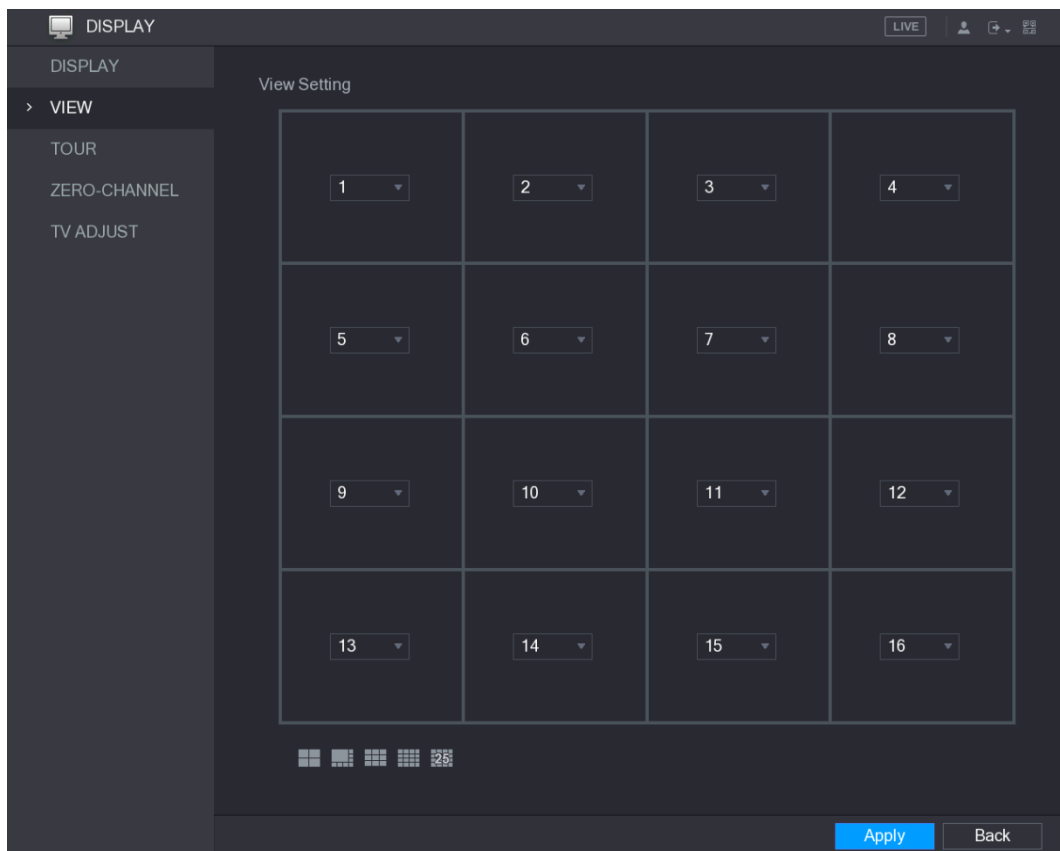 DISPLAY
LIVE
DISPLAY
VIEW
TOUR
ZERO-CHANNEL
TV ADJUST
View Setting
1 2 3 4
5 6 7 8
9 10 11 12
13 14 15 16
25
Apply Back